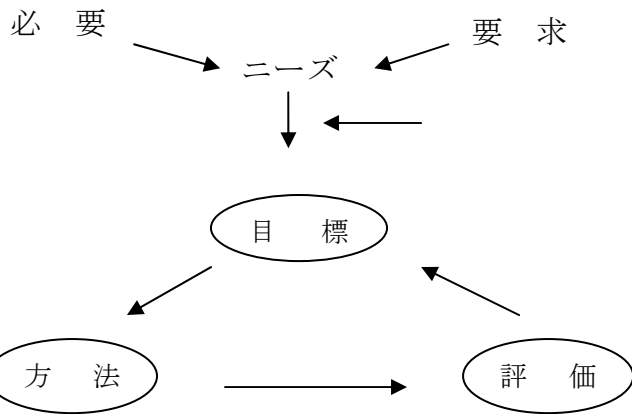 必 要
要 求
ニーズ
目 標
方 法
評 価